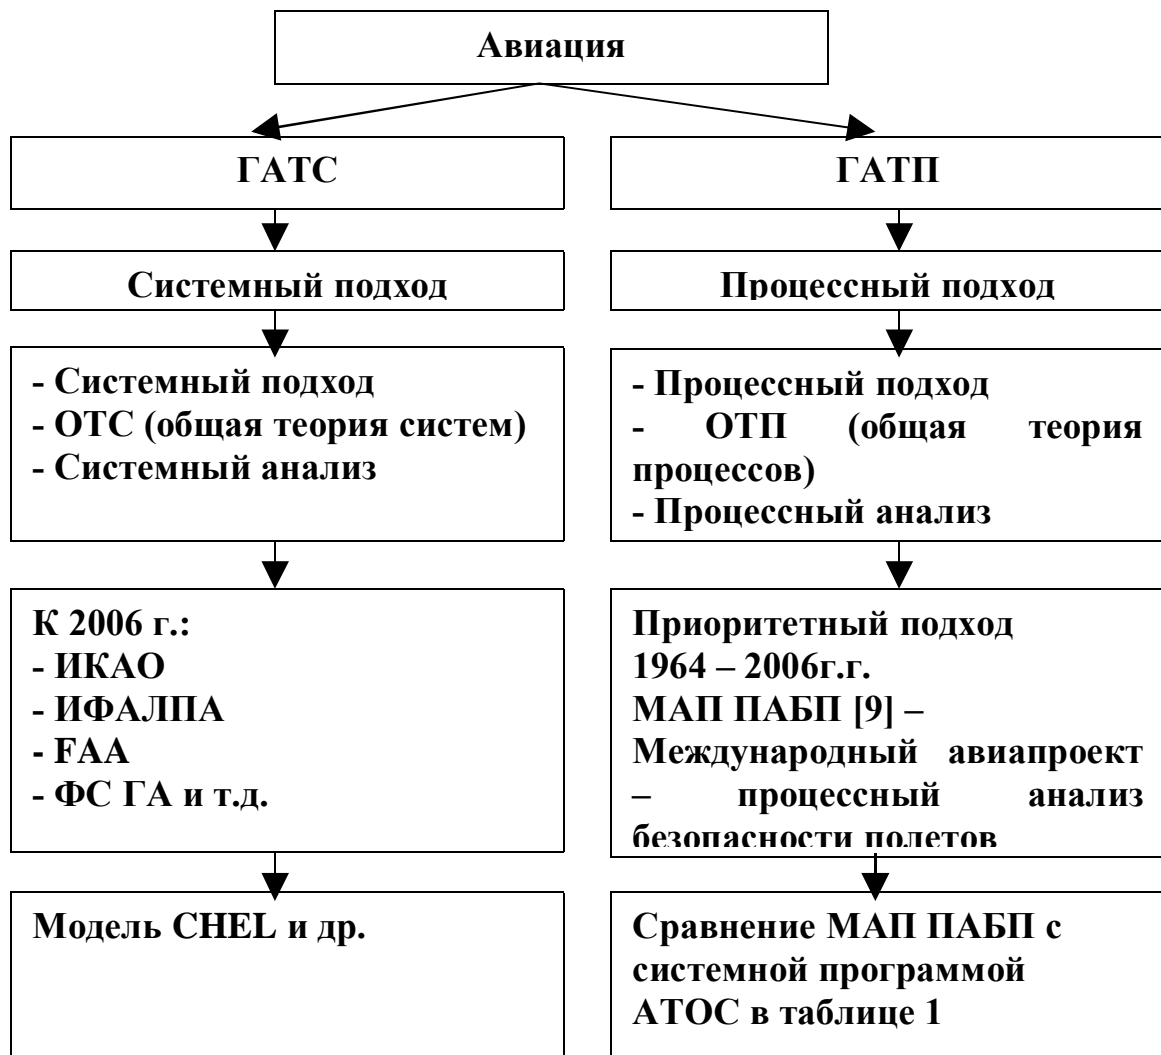 Авиация
ГАТС
ГАТП
Системный подход
Процессный подход
- Системный подход
- ОТС (общая теория систем)
- Системный анализ
- Процессный подход
- ОТП (общая теория
процессов)
- Процессный анализ
К 2006 г.:
- ИКАО
- ИФАЛПА
- FAA
- ФС ГА и т.д.
Приоритетный подход
1964 – 2006г.г.
МАП ПАБП [9] –
Международный авиапроект
– процессный анализ
безопасности полетов
Модель CHEL и др.
Сравнение МАП ПАБП с
системной программой
АТОС в таблице 1